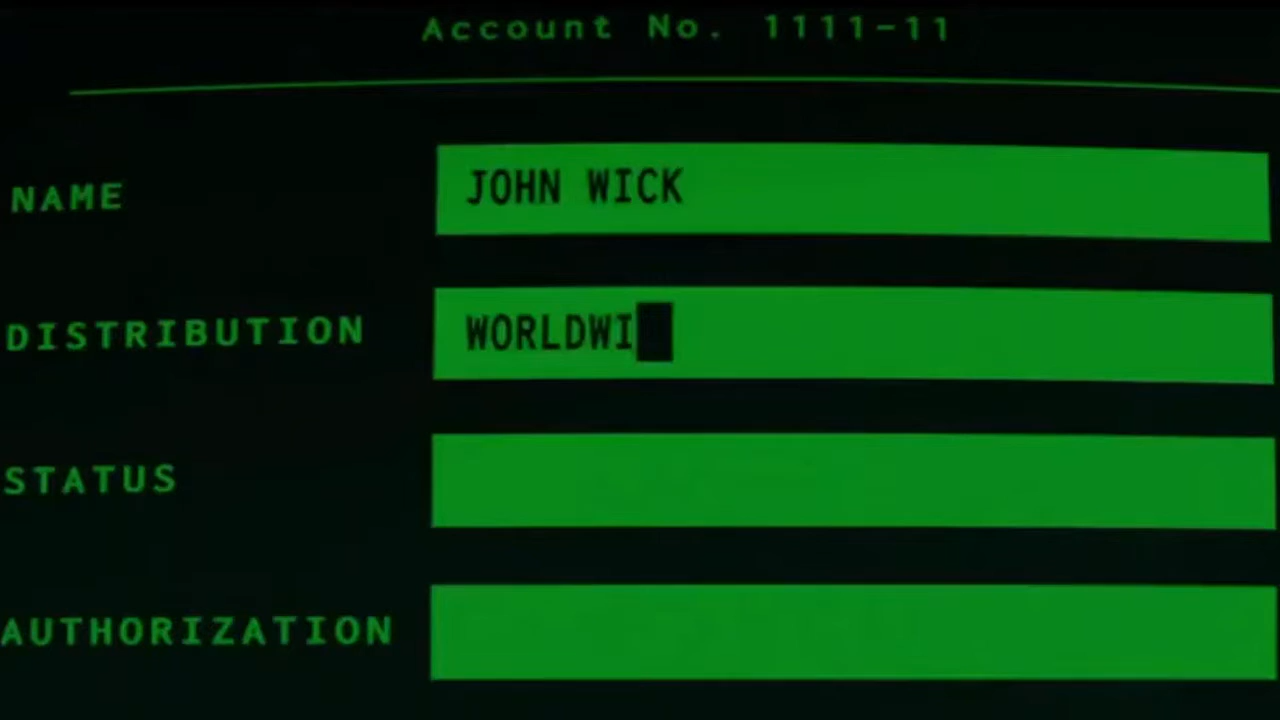 Account No. 1111-11
NAME JOHN WICK
DISTRIBUTION WORLDWI
STATUS
AUTHORIZATION